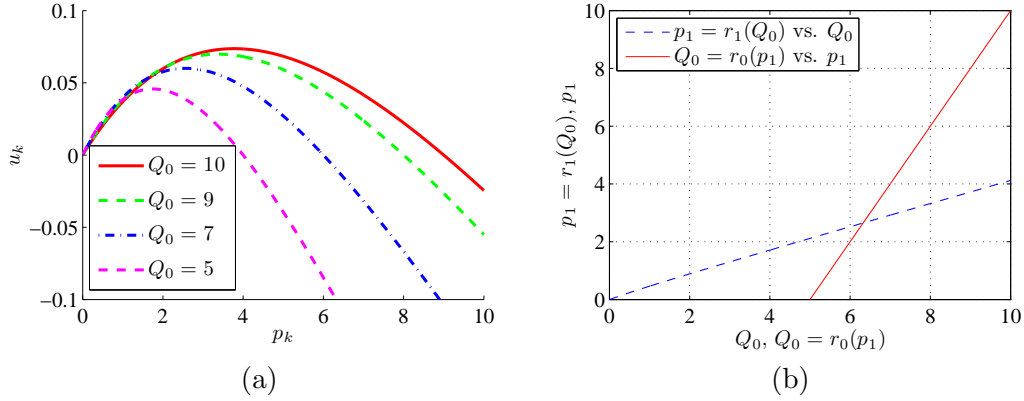 0.1
0.05
0
−0.05
−0.1
u_k
Q_0 = 10
Q_0 = 9
Q_0 = 7
Q_0 = 5
0 2 4 6 8 10
p_k
(a)
10
8
6
4
2
0
p_1 = r_1(Q_0), p_1
p_1 = r_1(Q_0) vs. Q_0
Q_0 = r_0(p_1) vs. p_1
0 2 4 6 8 10
Q_0, Q_0 = r_0(p_1)
(b)